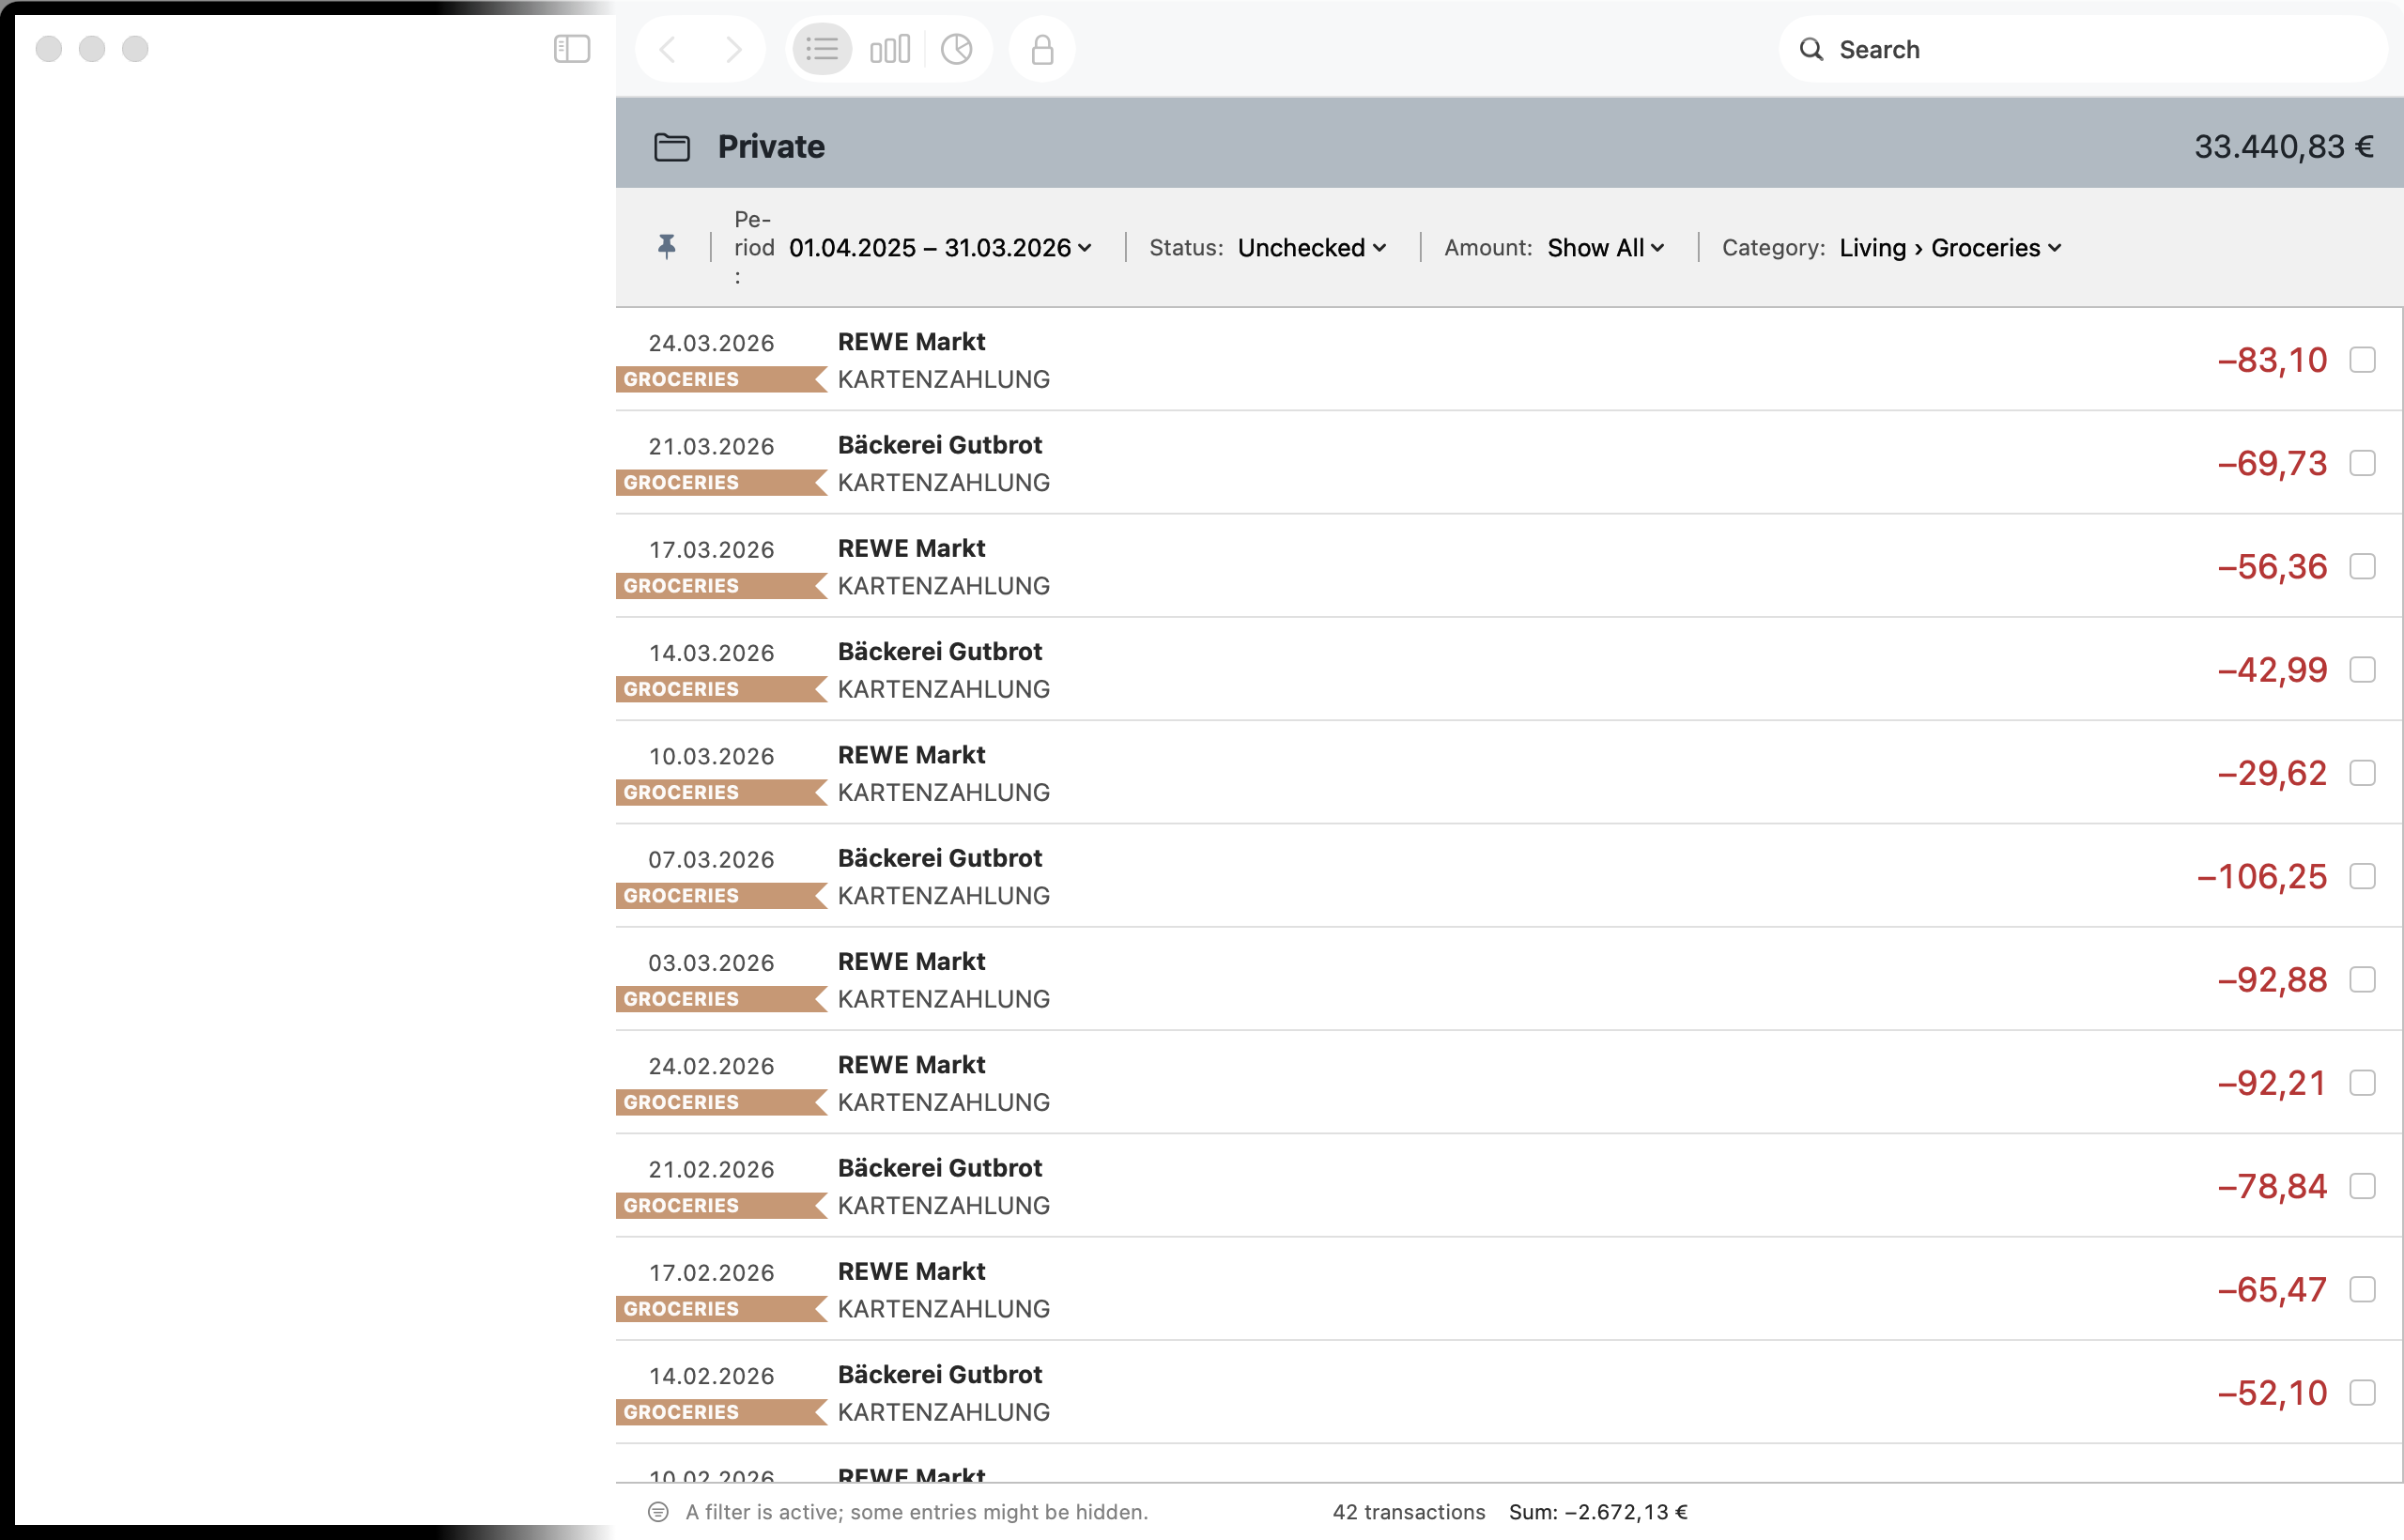 Search
Private 33.440,83 €
Pe-
riod
:
01.04.2025 – 31.03.2026
Status: Unchecked
Amount: Show All
Category: Living › Groceries
24.03.2026 REWE Markt
GROCERIES KARTENZAHLUNG
–83,10
21.03.2026 Bäckerei Gutbrot
GROCERIES KARTENZAHLUNG
–69,73
17.03.2026 REWE Markt
GROCERIES KARTENZAHLUNG
–56,36
14.03.2026 Bäckerei Gutbrot
GROCERIES KARTENZAHLUNG
–42,99
10.03.2026 REWE Markt
GROCERIES KARTENZAHLUNG
–29,62
07.03.2026 Bäckerei Gutbrot
GROCERIES KARTENZAHLUNG
–106,25
03.03.2026 REWE Markt
GROCERIES KARTENZAHLUNG
–92,88
24.02.2026 REWE Markt
GROCERIES KARTENZAHLUNG
–92,21
21.02.2026 Bäckerei Gutbrot
GROCERIES KARTENZAHLUNG
–78,84
17.02.2026 REWE Markt
GROCERIES KARTENZAHLUNG
–65,47
14.02.2026 Bäckerei Gutbrot
GROCERIES KARTENZAHLUNG
–52,10
10.02.2026 REWE Markt
A filter is active; some entries might be hidden. 42 transactions Sum: –2.672,13 €